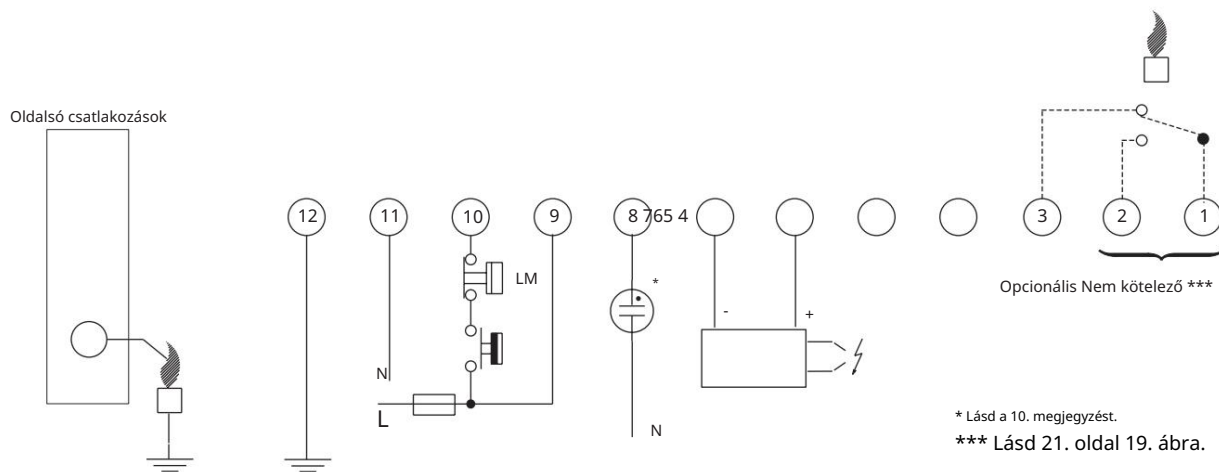 Oldalsó csatlakozások
12 11 10 9 8 765 4 3 2 1
LM
*
Opcionális Nem kötelező ***
- +
N
L
N
* Lásd a 10. megjegyzést.
*** Lásd 21. oldal 19. ábra.